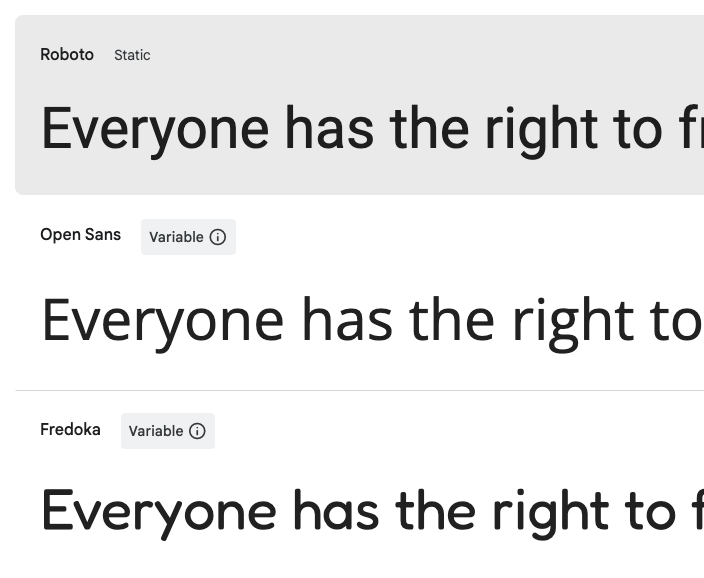 Roboto Static
Everyone has the right to fr
Open Sans Variable
Everyone has the right to
Fredoka Variable
Everyone has the right to f